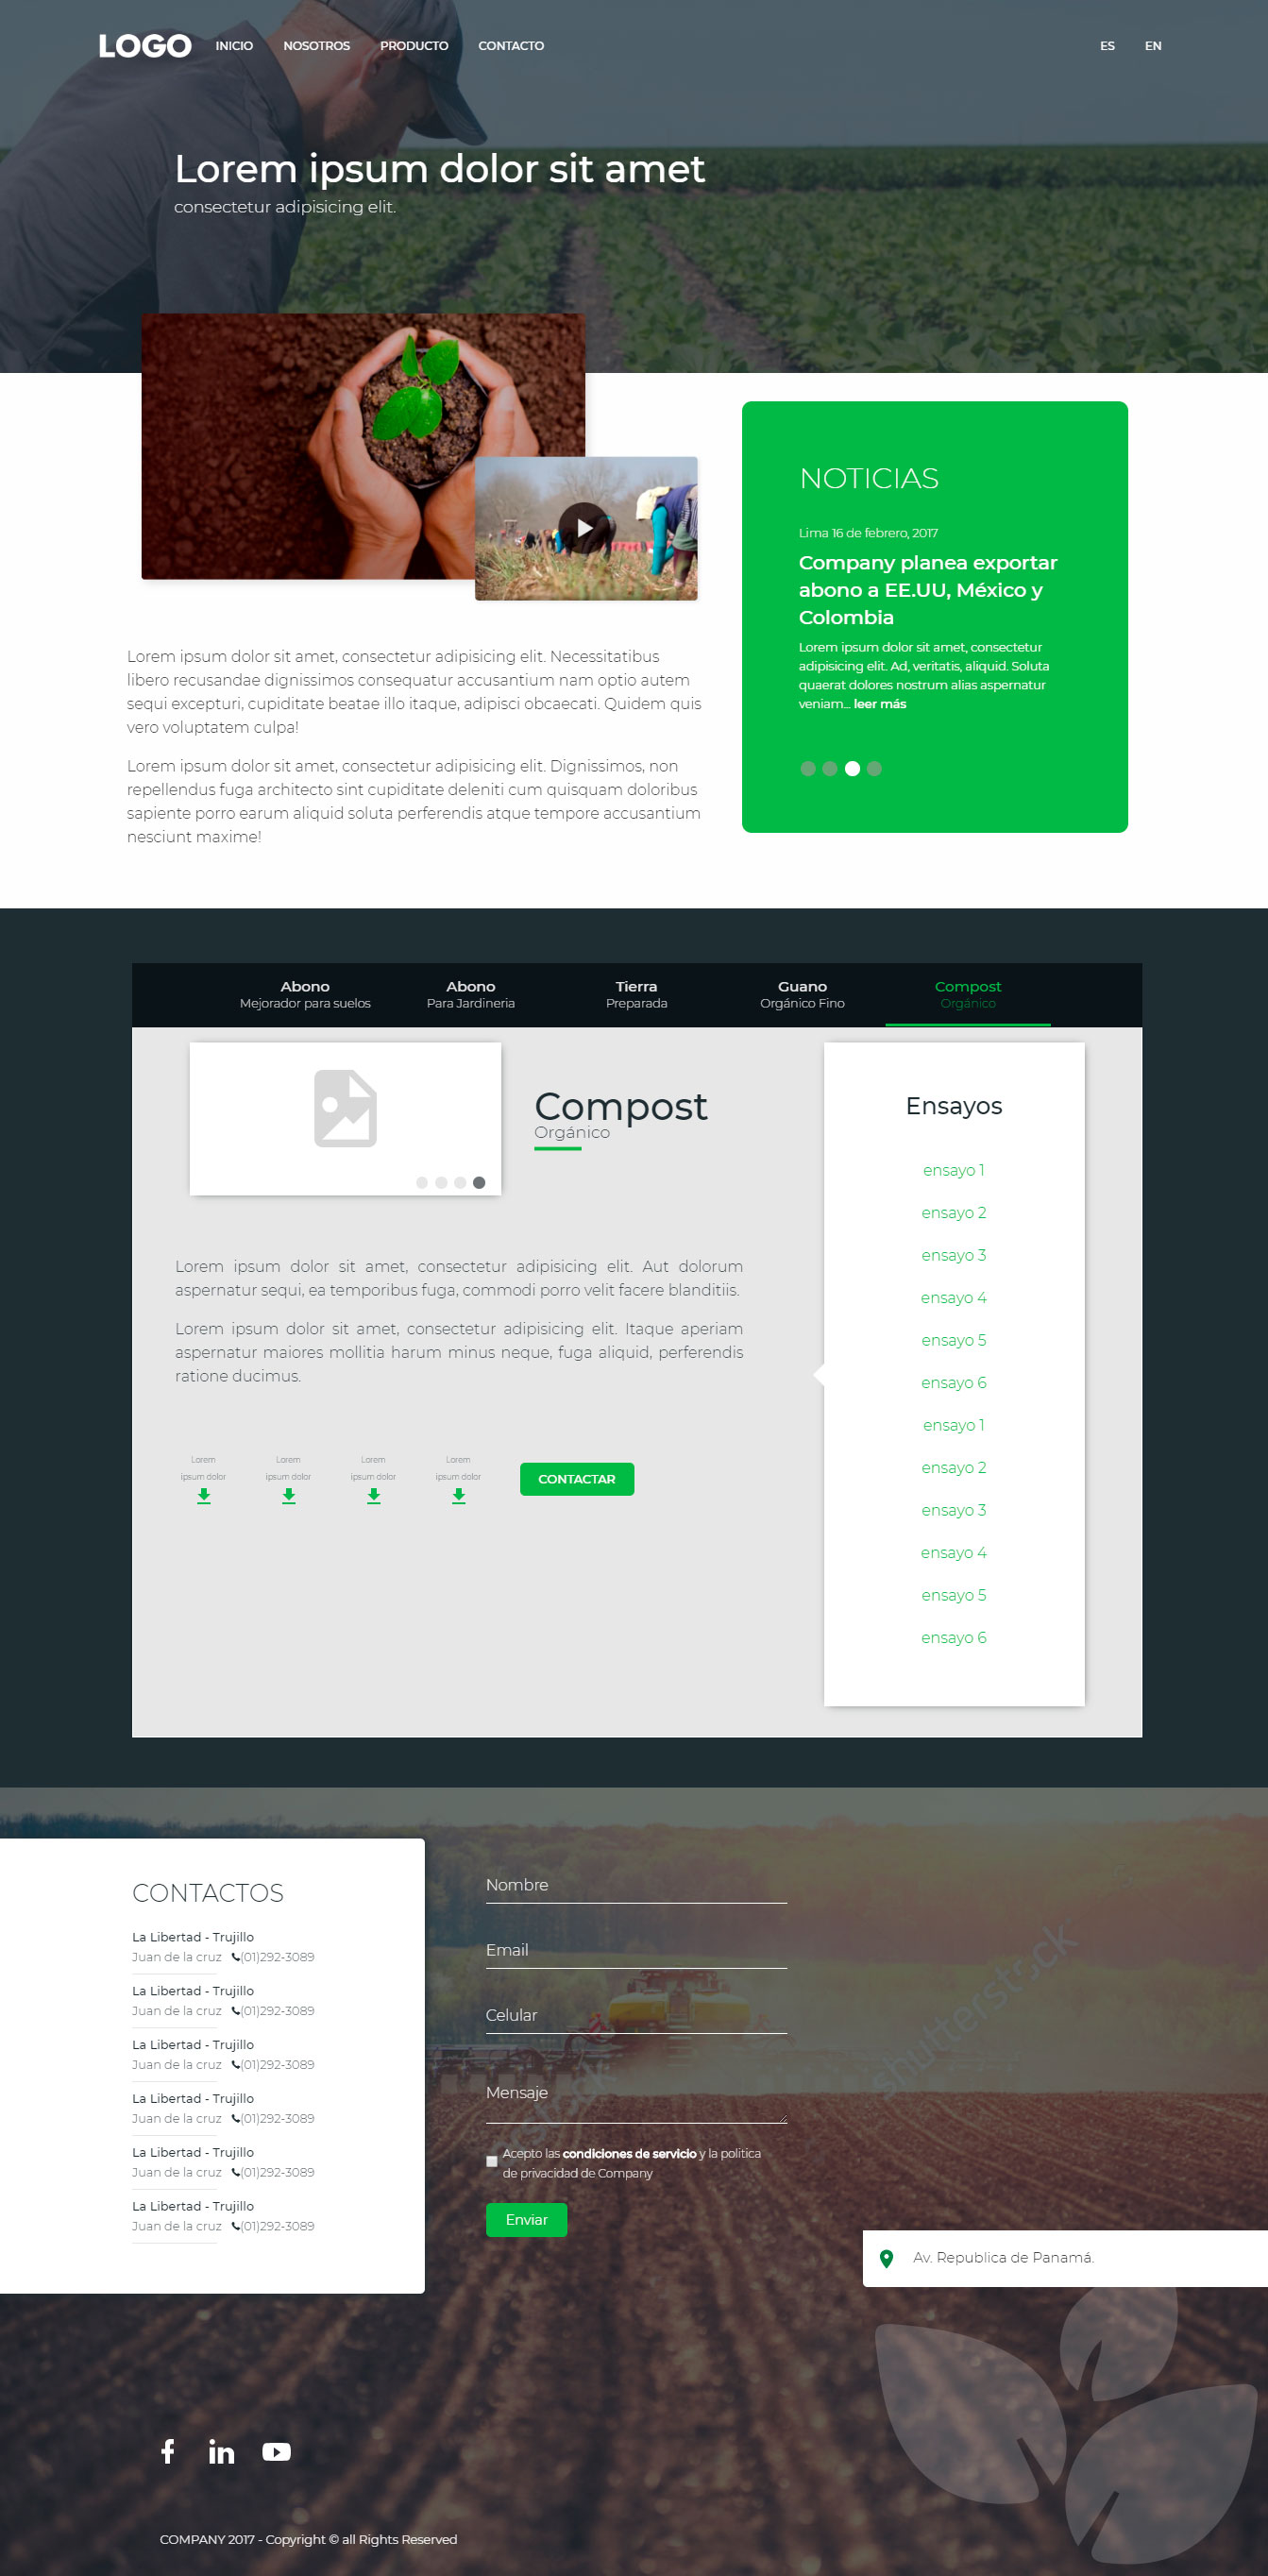 LOGO
INICIO
NOSOTROS
PRODUCTO
CONTACTO
ES
EN
Lorem ipsum dolor sit amet
consectetur adipisicing elit.
Lorem ipsum dolor sit amet, consectetur adipisicing elit. Necessitatibus
libero recusandae dignissimos consequatur accusantium nam optio autem
sequi excepturi, cupiditate beatae illo itaque, adipisci obcaecati. Quidem quis
vero voluptatem culpa!
Lorem ipsum dolor sit amet, consectetur adipisicing elit. Dignissimos, non
repellendus fuga architecto sint cupiditate deleniti cum quisquam doloribus
sapiente porro earum aliquid soluta perferendis atque tempore accusantium
nesciunt maxime!
NOTICIAS
Lima 16 de febrero, 2017
Company planea exportar
abono a EE.UU, México y
Colombia
Lorem ipsum dolor sit amet, consectetur
adipisicing elit. Ad, veritatis, aliquid. Soluta
quaerat dolores nostrum alias aspernatur
veniam... leer más
Abono
Mejorador para suelos
Abono
Para Jardineria
Tierra
Preparada
Guano
Orgánico Fino
Compost
Orgánico
Compost
Orgánico
Lorem ipsum dolor sit amet, consectetur adipisicing elit. Aut dolorum
aspernatur sequi, ea temporibus fuga, commodi porro velit facere blanditiis.
Lorem ipsum dolor sit amet, consectetur adipisicing elit. Itaque aperiam
aspernatur maiores mollitia harum minus neque, fuga aliquid, perferendis
ratione ducimus.
Lorem
ipsum dolor
Lorem
ipsum dolor
Lorem
ipsum dolor
Lorem
ipsum dolor
CONTACTAR
Ensayos
ensayo 1
ensayo 2
ensayo 3
ensayo 4
ensayo 5
ensayo 6
ensayo 1
ensayo 2
ensayo 3
ensayo 4
ensayo 5
ensayo 6
CONTACTOS
La Libertad - Trujillo
Juan de la cruz (01)292-3089
La Libertad - Trujillo
Juan de la cruz (01)292-3089
La Libertad - Trujillo
Juan de la cruz (01)292-3089
La Libertad - Trujillo
Juan de la cruz (01)292-3089
La Libertad - Trujillo
Juan de la cruz (01)292-3089
La Libertad - Trujillo
Juan de la cruz (01)292-3089
Nombre
Email
Celular
Mensaje
Acepto las condiciones de servicio y la politica
de privacidad de Company
Enviar
shutterstock
Av. Republica de Panamá.
COMPANY 2017 - Copyright © all Rights Reserved